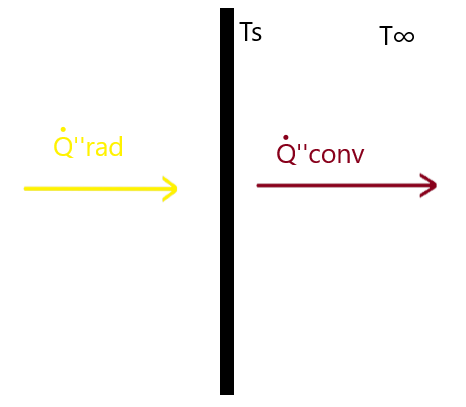 Ts
T∞
Q̇''rad
Q̇''conv